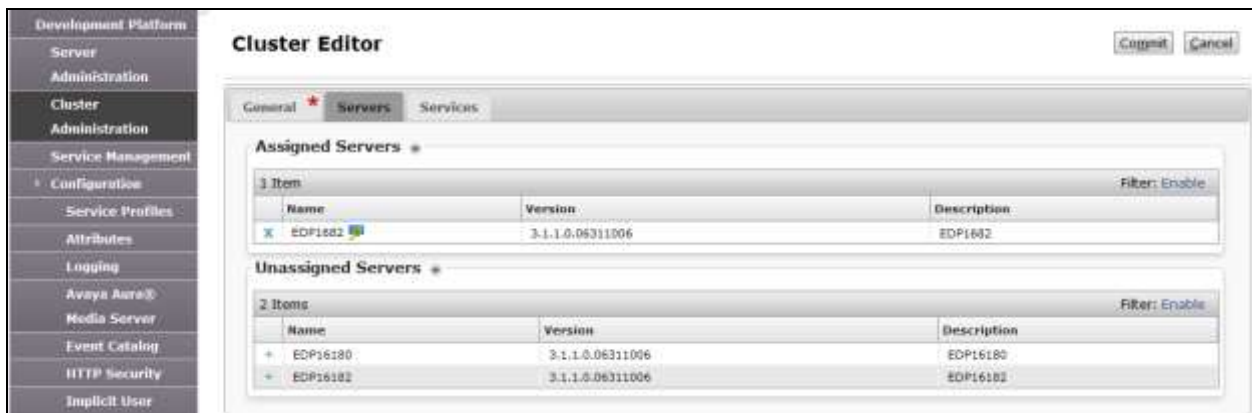 Development Platform
Server
Administration
Cluster
Administration
Service Management
Configuration
Service Profiles
Attributes
Logging
Avaya Aura®
Media Server
Event Catalog
HTTP Security
Implicit User
Cluster Editor
Commit Cancel
General * Servers Services
Assigned Servers
1 Item Filter: Enable
Name Version Description
x EDP1682 3.1.1.0.06311006 EDP1682
Unassigned Servers
2 Items Filter: Enable
Name Version Description
+ EDP16180 3.1.1.0.06311006 EDP16180
+ EDP16182 3.1.1.0.06311006 EDP16182